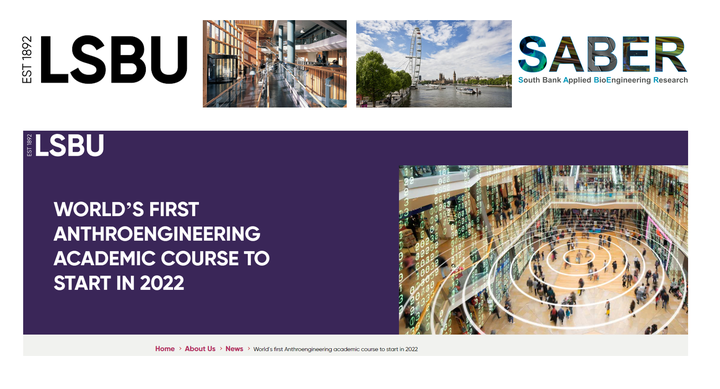 EST 1892
LSBU
SABER
South Bank Applied BioEngineering Research
EST 1892
LSBU
WORLD'S FIRST
ANTHROENGINEERING
ACADEMIC COURSE TO
START IN 2022
Home > About Us > News > World's first Anthroengineering academic course to start in 2022